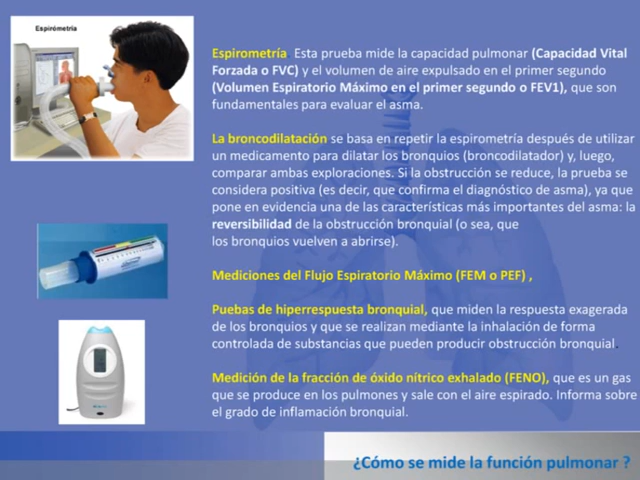 Espirometría
Espirometría. Esta prueba mide la capacidad pulmonar (Capacidad Vital
Forzada o FVC) y el volumen de aire expulsado en el primer segundo
(Volumen Espiratorio Máximo en el primer segundo o FEV1), que son
fundamentales para evaluar el asma.
La broncodilatación se basa en repetir la espirometría después de utilizar
un medicamento para dilatar los bronquios (broncodilatador) y, luego,
comparar ambas exploraciones. Si la obstrucción se reduce, la prueba se
considera positiva (es decir, que confirma el diagnóstico de asma), ya que
pone en evidencia una de las características más importantes del asma: la
reversibilidad de la obstrucción bronquial (o sea, que
los bronquios vuelven a abrirse).
Mediciones del Flujo Espiratorio Máximo (FEM o PEF) ,
Puebas de hiperrespuesta bronquial, que miden la respuesta exagerada
de los bronquios y que se realizan mediante la inhalación de forma
controlada de substancias que pueden producir obstrucción bronquial.
Medición de la fracción de óxido nítrico exhalado (FENO), que es un gas
que se produce en los pulmones y sale con el aire espirado. Informa sobre
el grado de inflamación bronquial.
¿Cómo se mide la función pulmonar ?